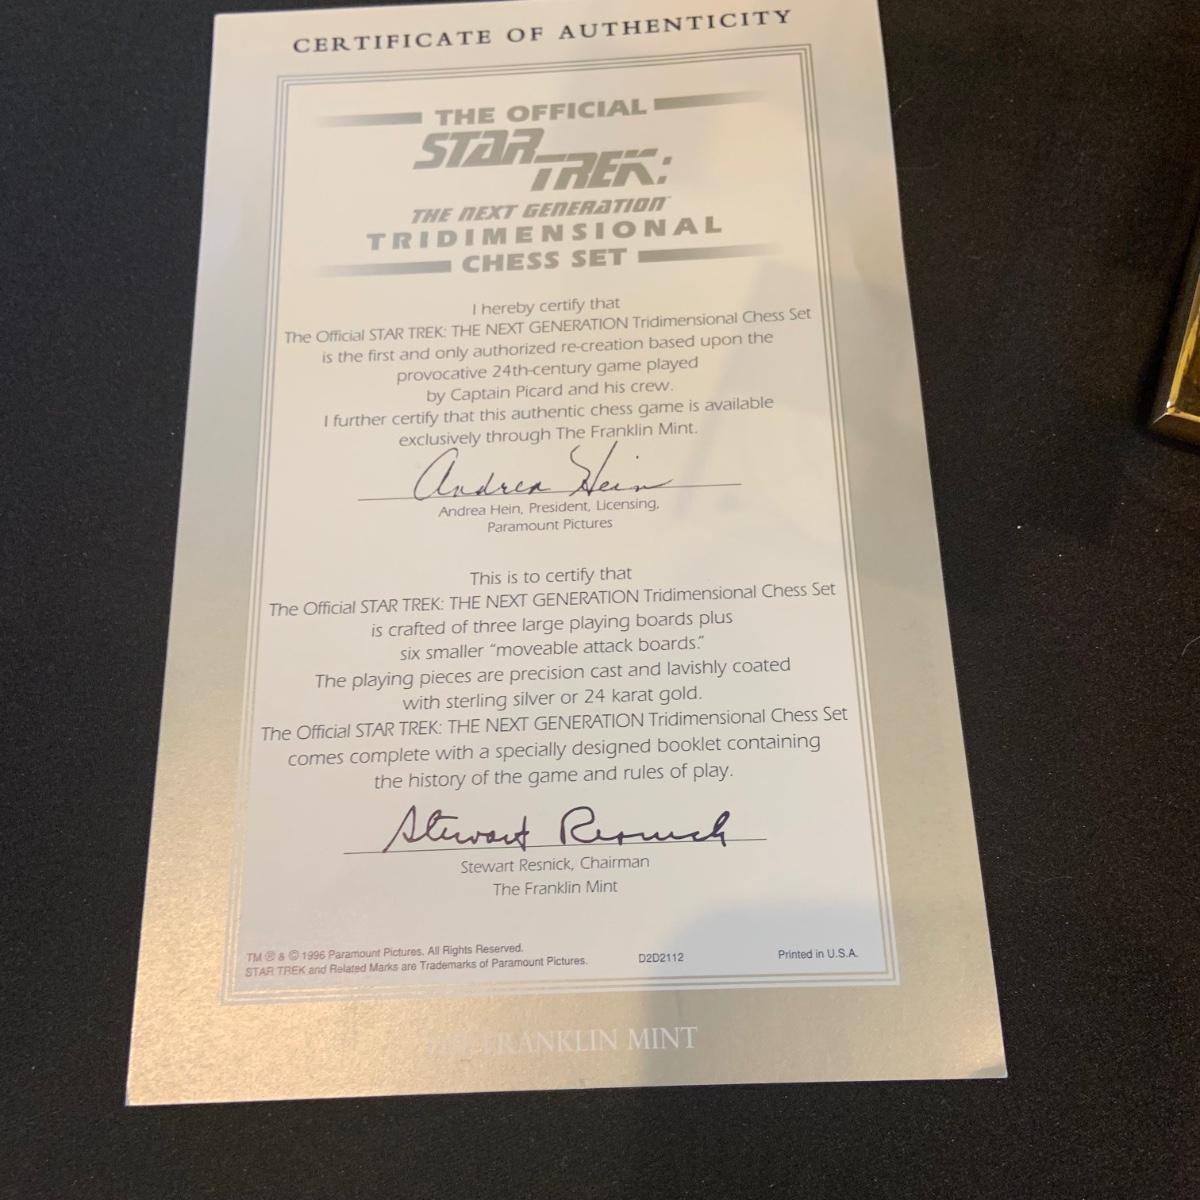 CERTIFICATE OF AUTHENTICITY
THE OFFICIAL
STAR
TREK:
THE NEXT GENERATION
TRIDIMENSIONAL
CHESS SET
I hereby certify that
The Official STAR TREK: THE NEXT GENERATION Tridimensional Chess Set
is the first and only authorized re-creation based upon the
provocative 24th-century game played
by Captain Picard and his crew.
I further certify that this authentic chess game is available
exclusively through The Franklin Mint.
Andrea Hein
Andrea Hein, President, Licensing,
Paramount Pictures
This is to certify that
The Official STAR TREK: THE NEXT GENERATION Tridimensional Chess Set
is crafted of three large playing boards plus
six smaller “moveable attack boards.”
The playing pieces are precision cast and lavishly coated
with sterling silver or 24 karat gold.
The Official STAR TREK: THE NEXT GENERATION Tridimensional Chess Set
comes complete with a specially designed booklet containing
the history of the game and rules of play.
Stewart Resnick
Stewart Resnick, Chairman
The Franklin Mint
TM ® & © 1996 Paramount Pictures. All Rights Reserved.
STAR TREK and Related Marks are Trademarks of Paramount Pictures.
D2D2112
Printed in U.S.A.
THE FRANKLIN MINT